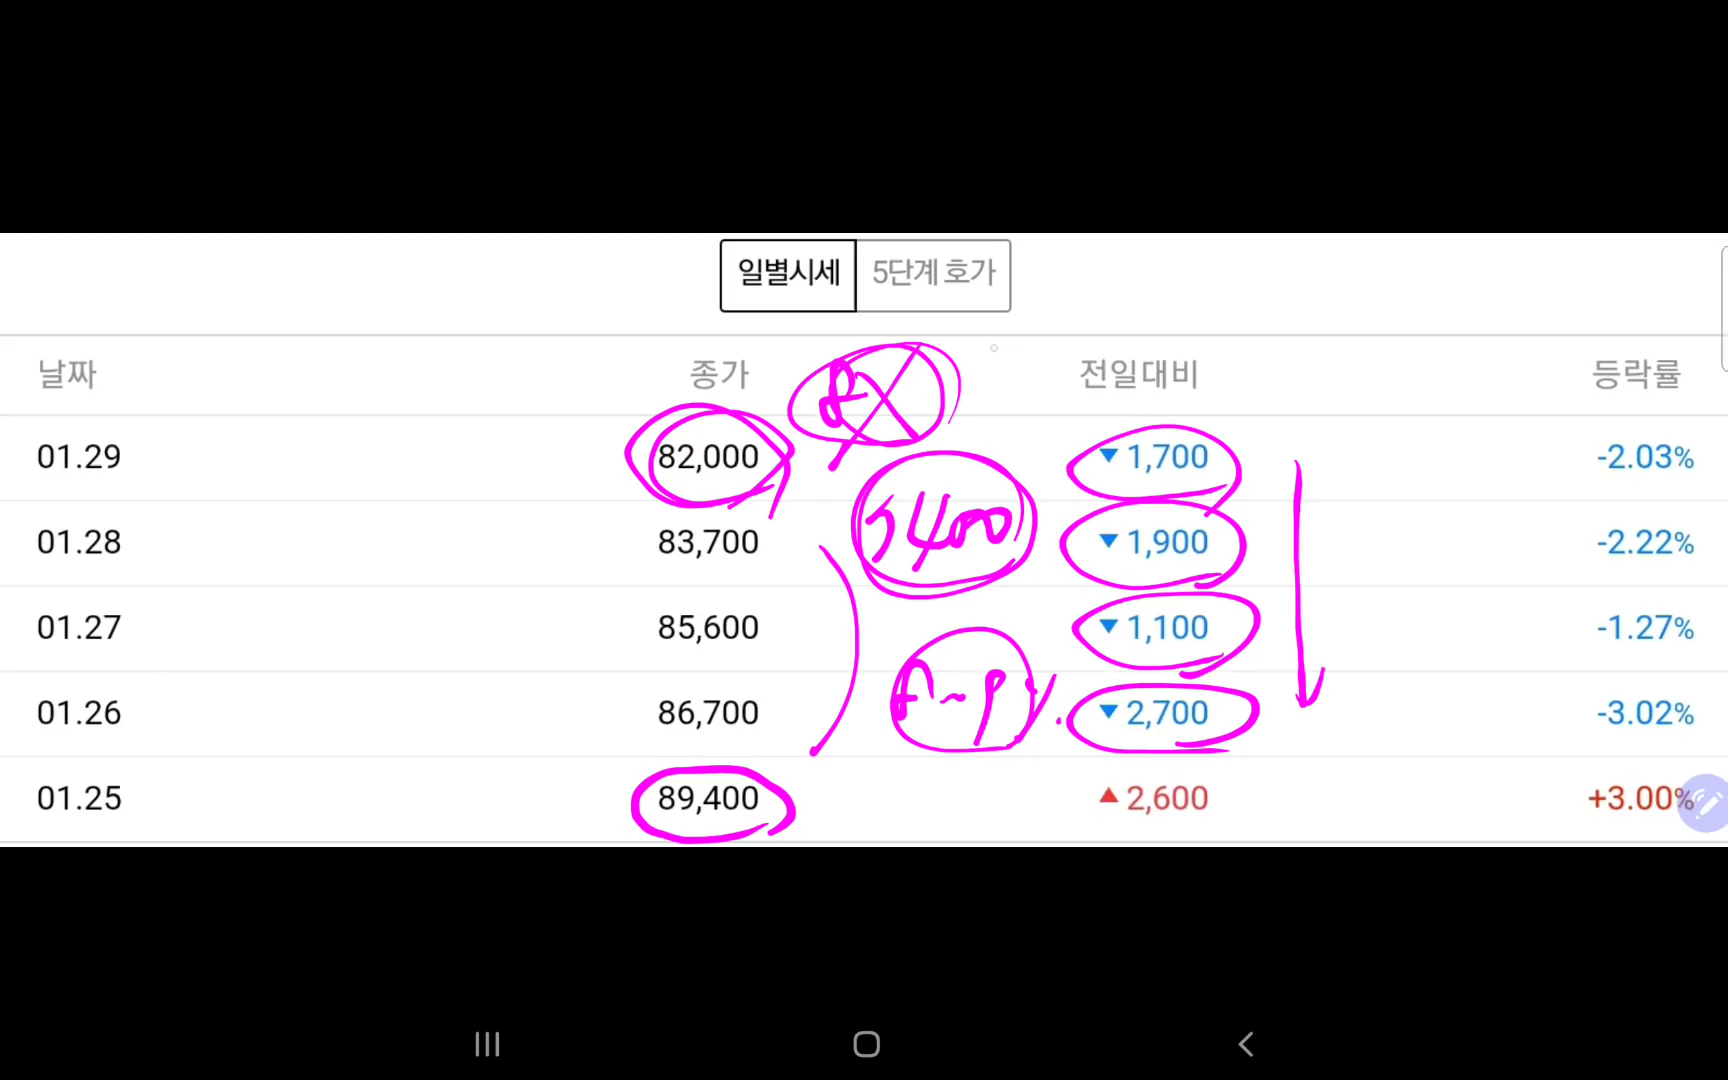 일별시세 5단계 호가
날짜 종가 전일대비 등락률
01.29 82,000 ▼ 1,700 -2.03%
01.28 83,700 ▼ 1,900 -2.22%
01.27 85,600 ▼ 1,100 -1.27%
01.26 86,700 ▼ 2,700 -3.02%
01.25 89,400 ▲ 2,600 +3.00%